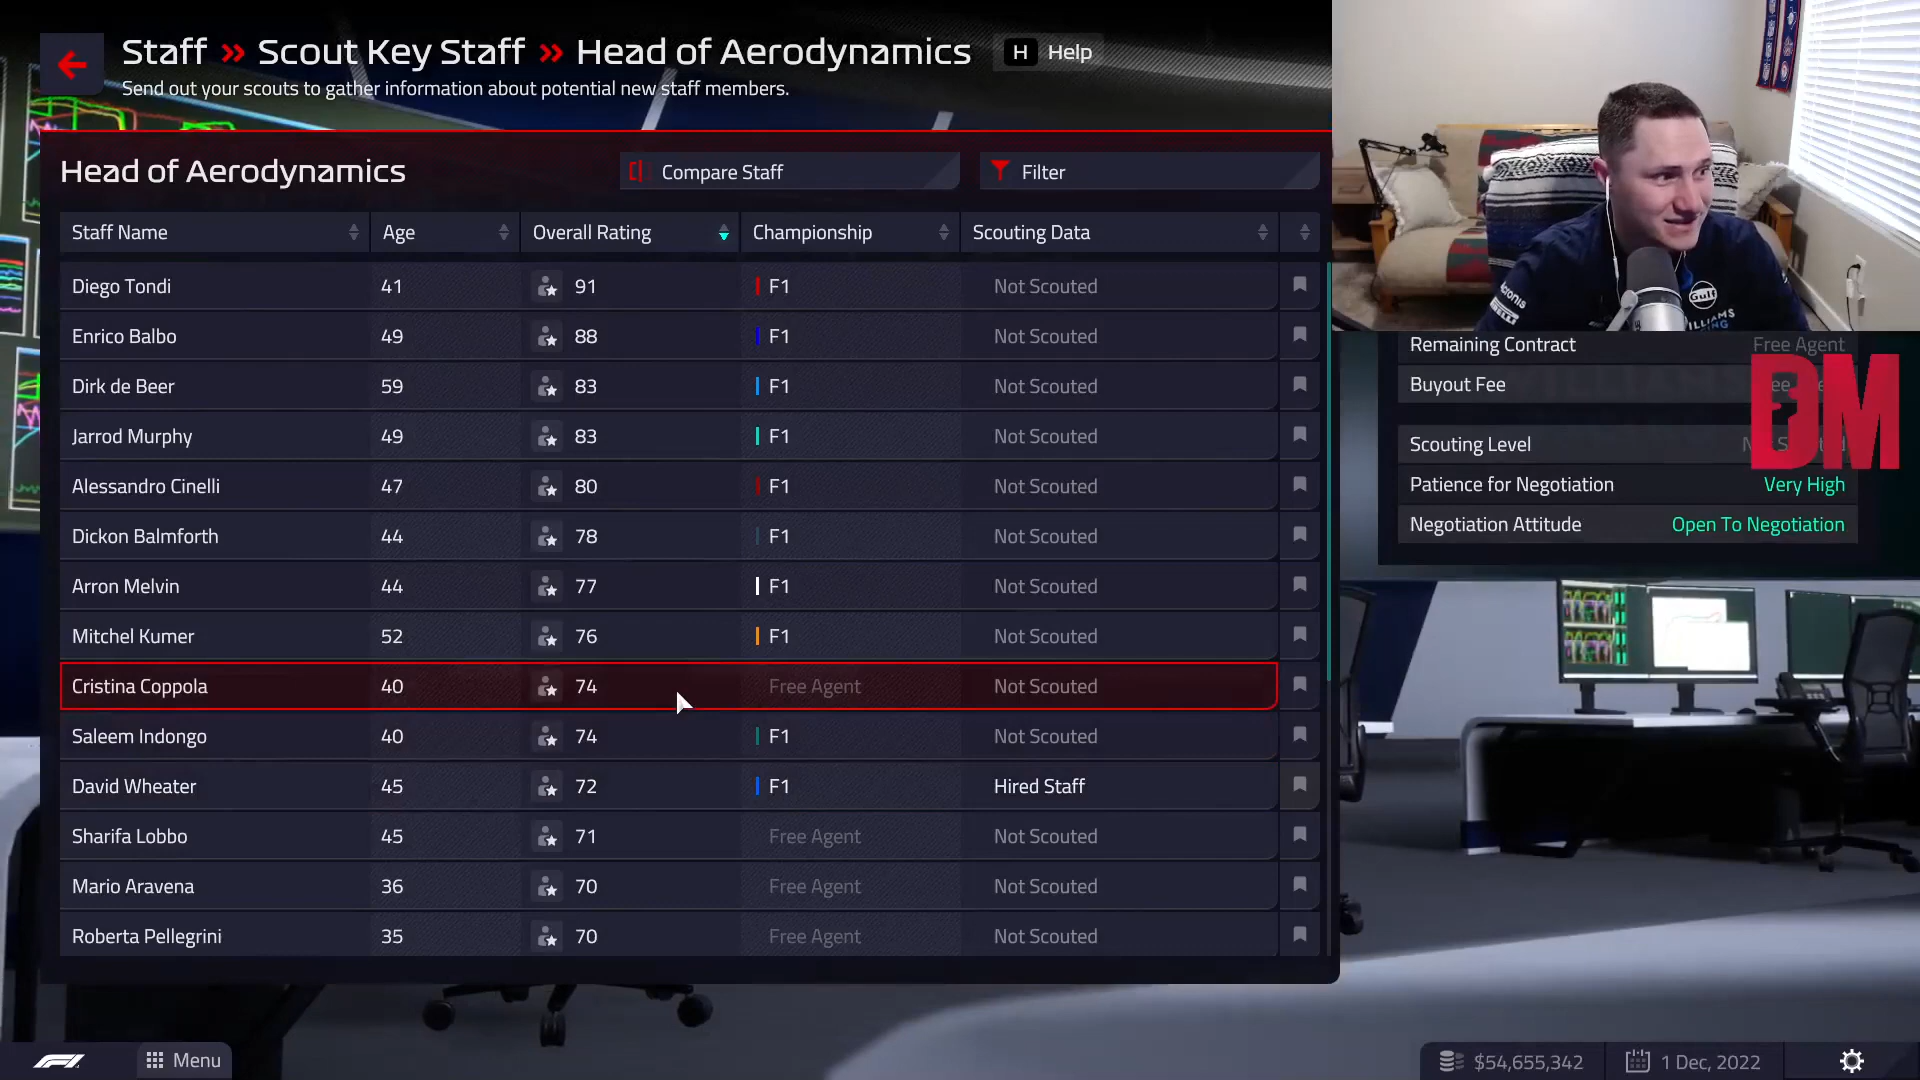 Staff » Scout Key Staff » Head of Aerodynamics H Help
Send out your scouts to gather information about potential new staff members.
Head of Aerodynamics Compare Staff Filter
Staff Name Age Overall Rating Championship Scouting Data
Diego Tondi 41 91 F1 Not Scouted
Enrico Balbo 49 88 F1 Not Scouted
Dirk de Beer 59 83 F1 Not Scouted
Jarrod Murphy 49 83 F1 Not Scouted
Alessandro Cinelli 47 80 F1 Not Scouted
Dickon Balmforth 44 78 F1 Not Scouted
Arron Melvin 44 77 F1 Not Scouted
Mitchel Kumer 52 76 F1 Not Scouted
Cristina Coppola 40 74 Free Agent Not Scouted
Saleem Indongo 40 74 F1 Not Scouted
David Wheater 45 72 F1 Hired Staff
Sharifa Lobbo 45 71 Free Agent Not Scouted
Mario Aravena 36 70 Free Agent Not Scouted
Roberta Pellegrini 35 70 Free Agent Not Scouted
acronis
PIRELLI
Gulf
Remaining Contract Free Agent
Buyout Fee
DM
Scouting Level
Patience for Negotiation Very High
Negotiation Attitude Open To Negotiation
F1 Menu
$54,655,342 1 Dec, 2022